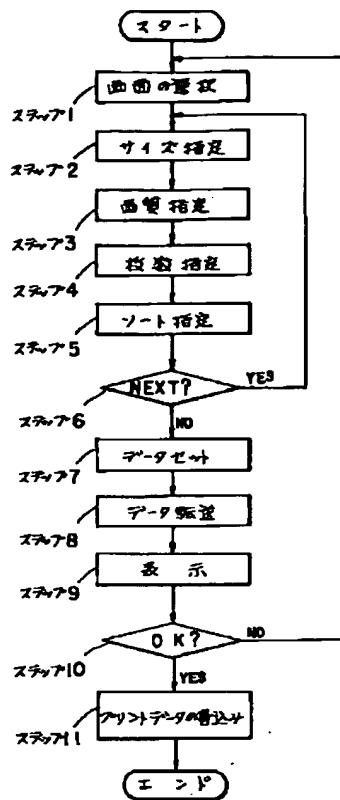 スタート
画面の選択
ステップ1
サイズ指定
ステップ2
画質指定
ステップ3
枚数指定
ステップ4
ソート指定
ステップ5
NEXT?
YES
ステップ6
NO
データセット
ステップ7
データ転送
ステップ8
表示
ステップ9
OK?
NO
ステップ10
YES
プリントデータの書込み
ステップ11
エンド